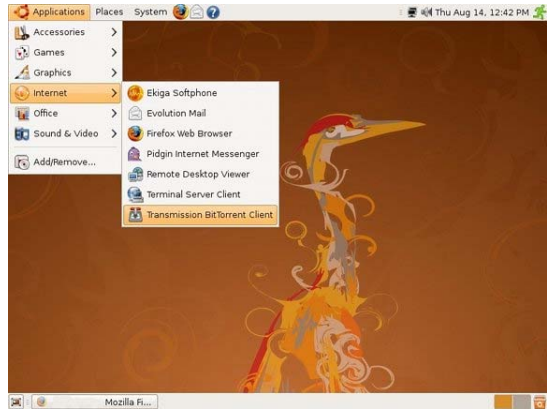 Applications Places System Thu Aug 14, 12:42 PM
Accessories
Games
Graphics
Internet
Office
Sound & Video
Add/Remove...
Ekiga Softphone
Evolution Mail
Firefox Web Browser
Pidgin Internet Messenger
Remote Desktop Viewer
Terminal Server Client
Transmission BitTorrent Client
Mozilla Fi...